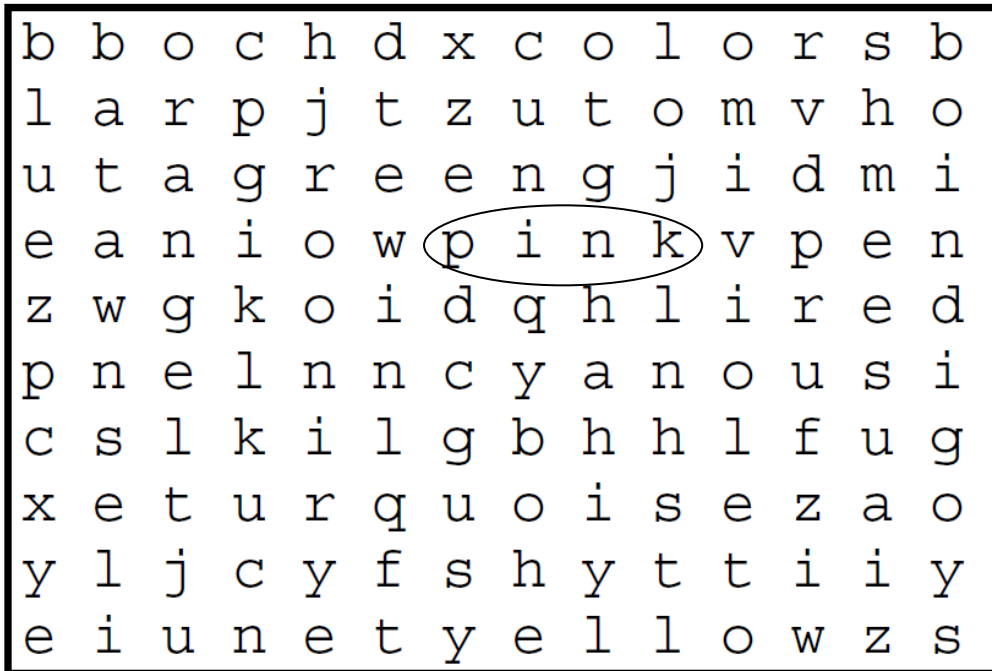 b b o c h d x c o l o r s b
l a r p j t z u t o m v h o
u t a g r e e n g j i d m i
e a n i o w p i n k v p e n
z w g k o i d q h l i r e d
p n e l n n c y a n o u s i
c s l k i l g b h h l f u g
x e t u r q u o i s e z a o
y l j c y f s h y t t i i y
e i u n e t y e l l o w z s